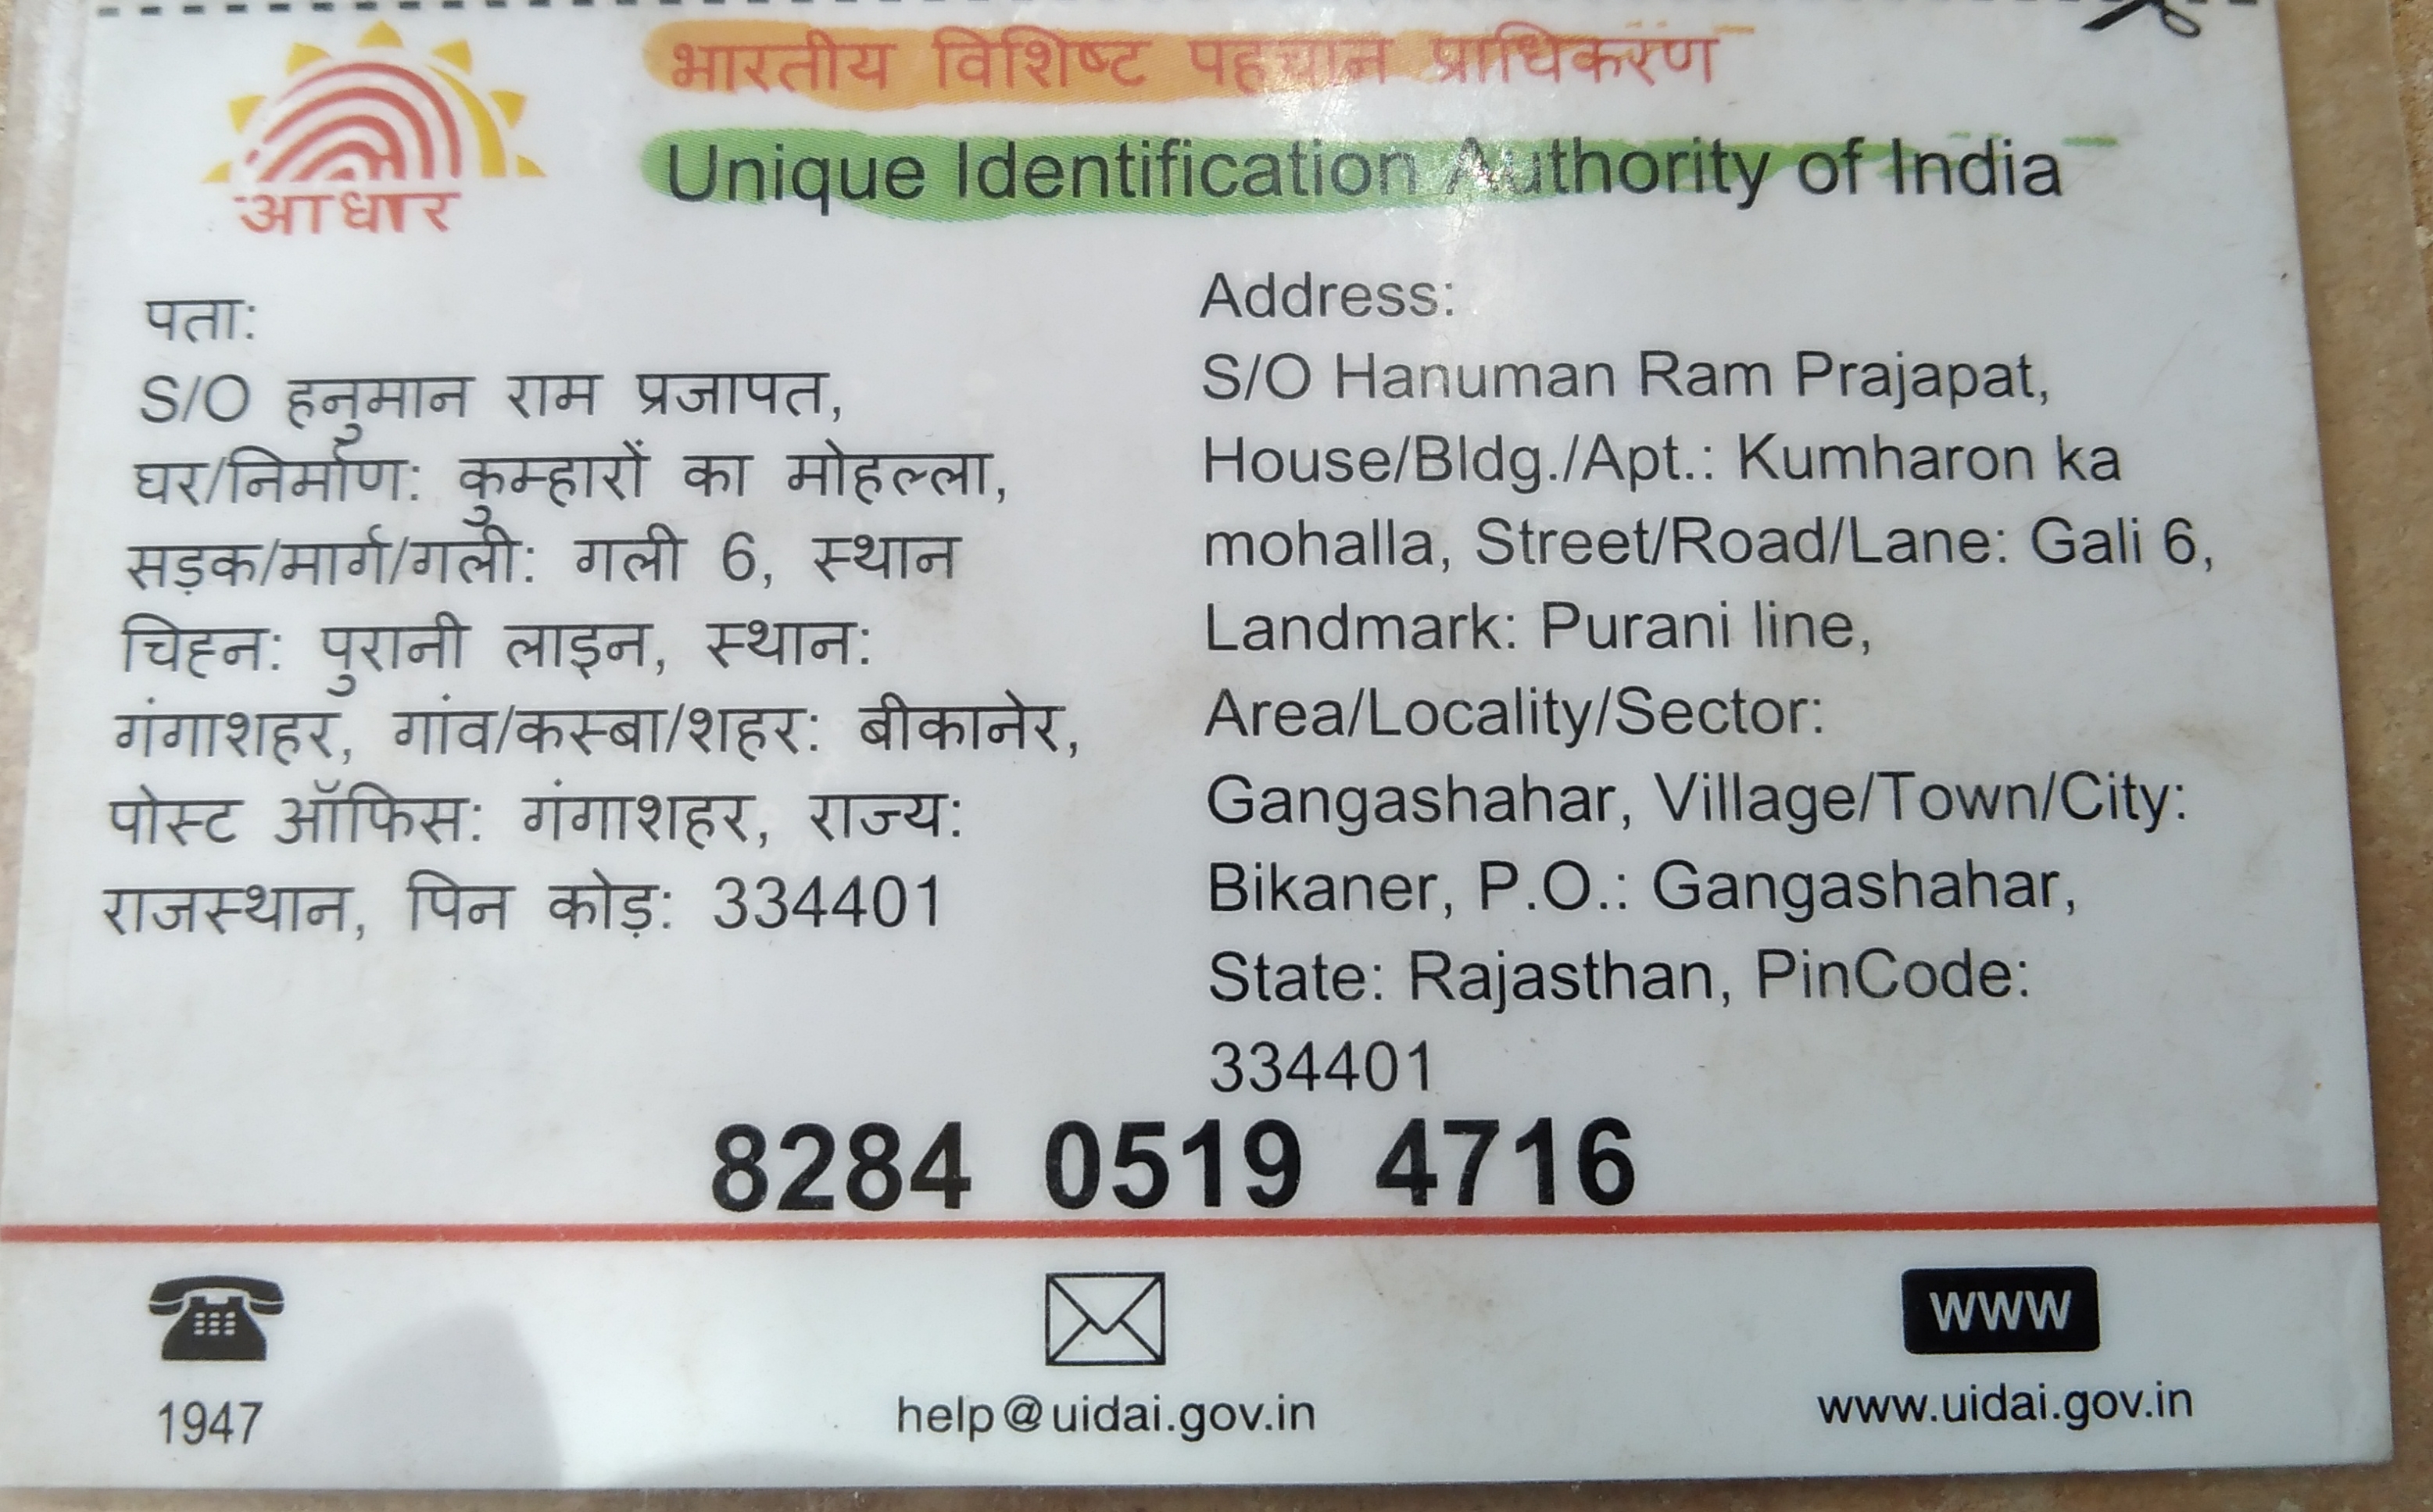 भारतीय विशिष्ट पहचान प्राधिकरण
Unique Identification Authority of India
आधार
पता:
S/O हनुमान राम प्रजापत,
घर/निर्माण: कुम्हारों का मोहल्ला,
सड़क/मार्ग/गली: गली 6, स्थान
चिह्न: पुरानी लाइन, स्थान:
गंगाशहर, गांव/कस्बा/शहर: बीकानेर,
पोस्ट ऑफिस: गंगाशहर, राज्य:
राजस्थान, पिन कोड़: 334401
Address:
S/O Hanuman Ram Prajapat,
House/Bldg./Apt.: Kumharon ka
mohalla, Street/Road/Lane: Gali 6,
Landmark: Purani line,
Area/Locality/Sector:
Gangashahar, Village/Town/City:
Bikaner, P.O.: Gangashahar,
State: Rajasthan, PinCode:
334401
8284 0519 4716
1947
help@uidai.gov.in
www
www.uidai.gov.in